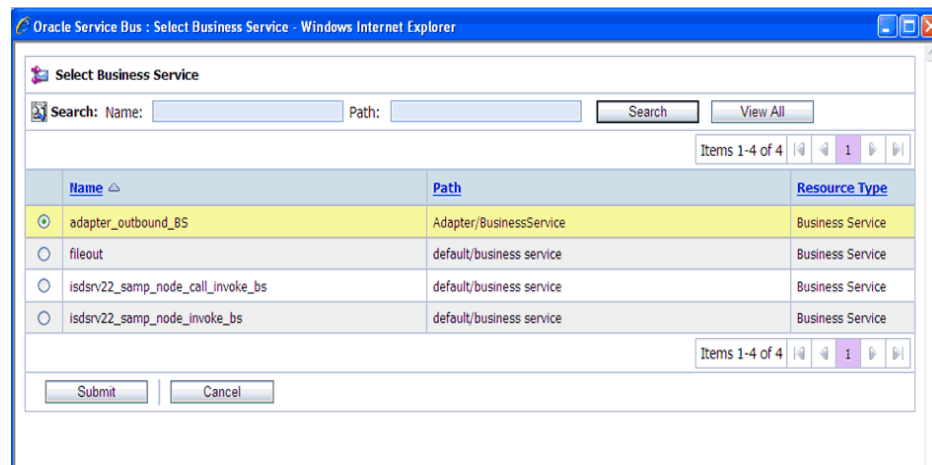 Oracle Service Bus : Select Business Service - Windows Internet Explorer
Select Business Service
Search: Name: Path: Search View All
Items 1-4 of 4 1
Name Path Resource Type
adapter_outbound_BS Adapter/BusinessService Business Service
fileout default/business service Business Service
isdsrv22_samp_node_call_invoke_bs default/business service Business Service
isdsrv22_samp_node_invoke_bs default/business service Business Service
Items 1-4 of 4 1
Submit Cancel